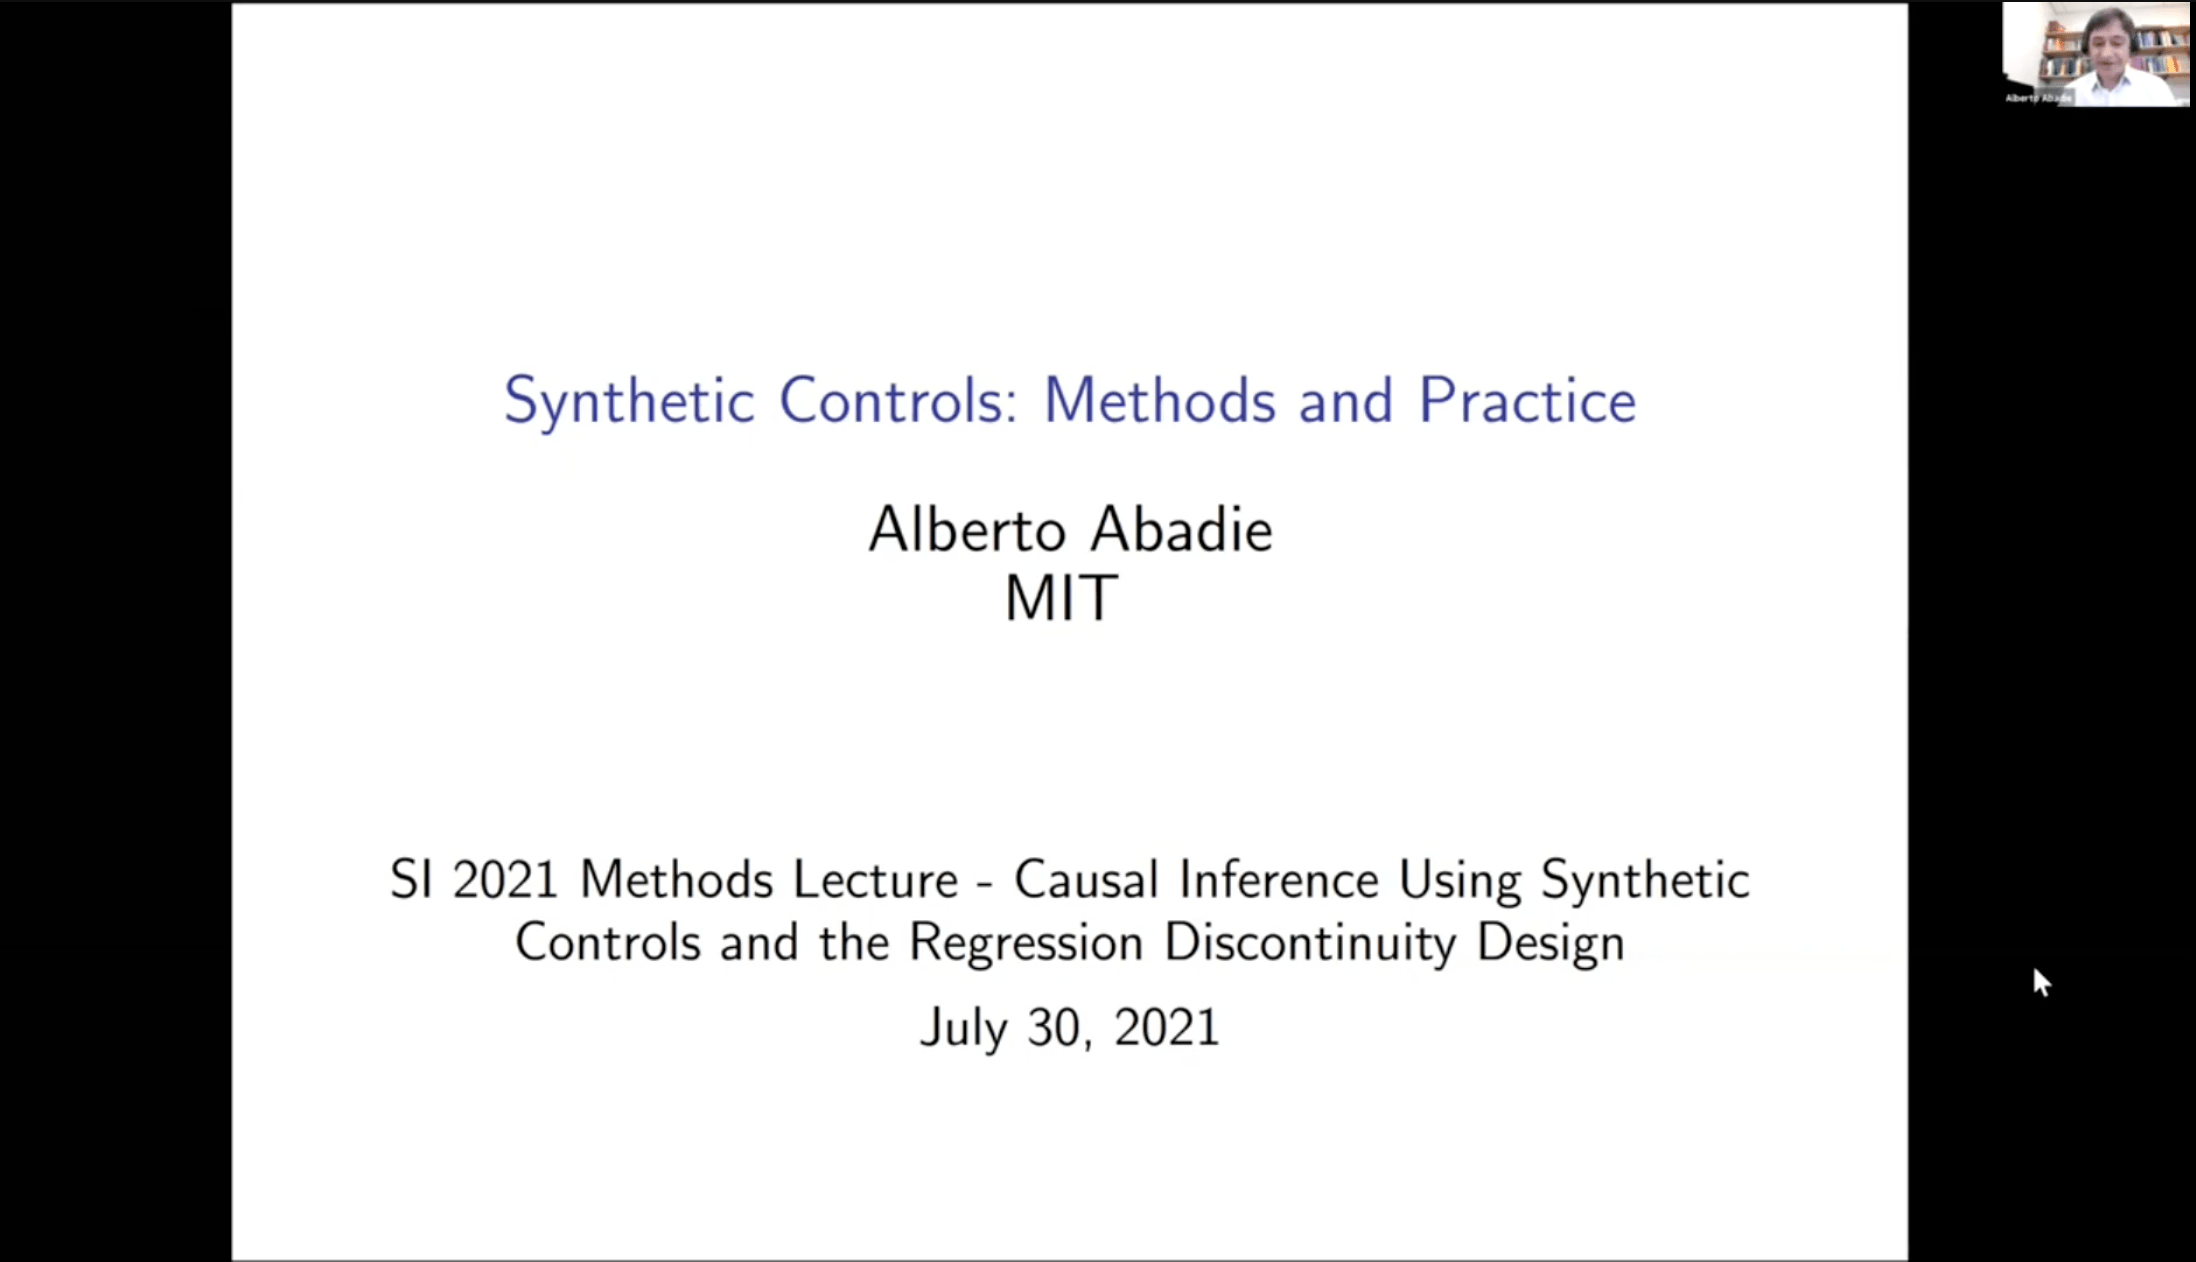 Alberto Abadie
Synthetic Controls: Methods and Practice
Alberto Abadie
MIT
SI 2021 Methods Lecture - Causal Inference Using Synthetic
Controls and the Regression Discontinuity Design
July 30, 2021